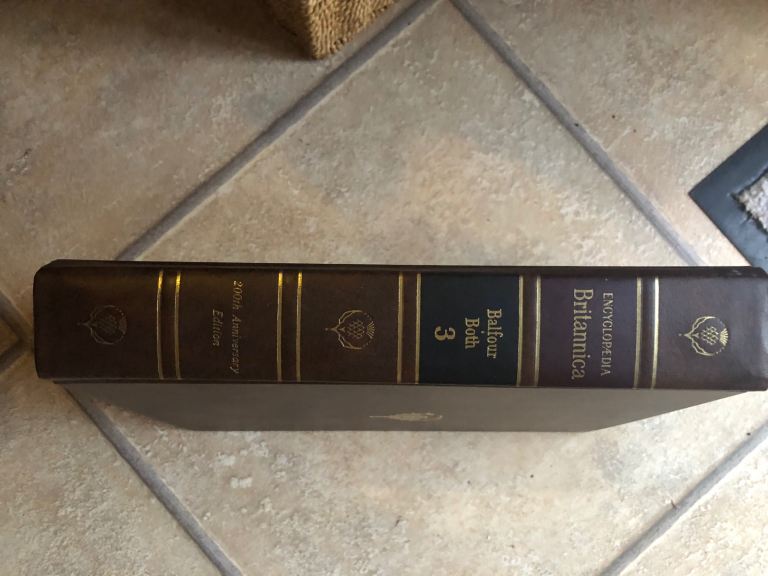 ENCYCLOPÆDIA
Britannica
Balfour
Both
3
200th Anniversary
Edition